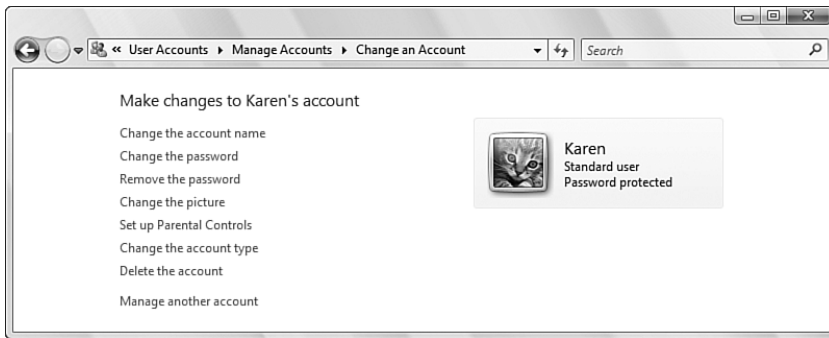 « User Accounts ▸ Manage Accounts ▸ Change an Account
Search
Make changes to Karen's account
Change the account name
Change the password
Remove the password
Change the picture
Set up Parental Controls
Change the account type
Delete the account
Manage another account
Karen
Standard user
Password protected